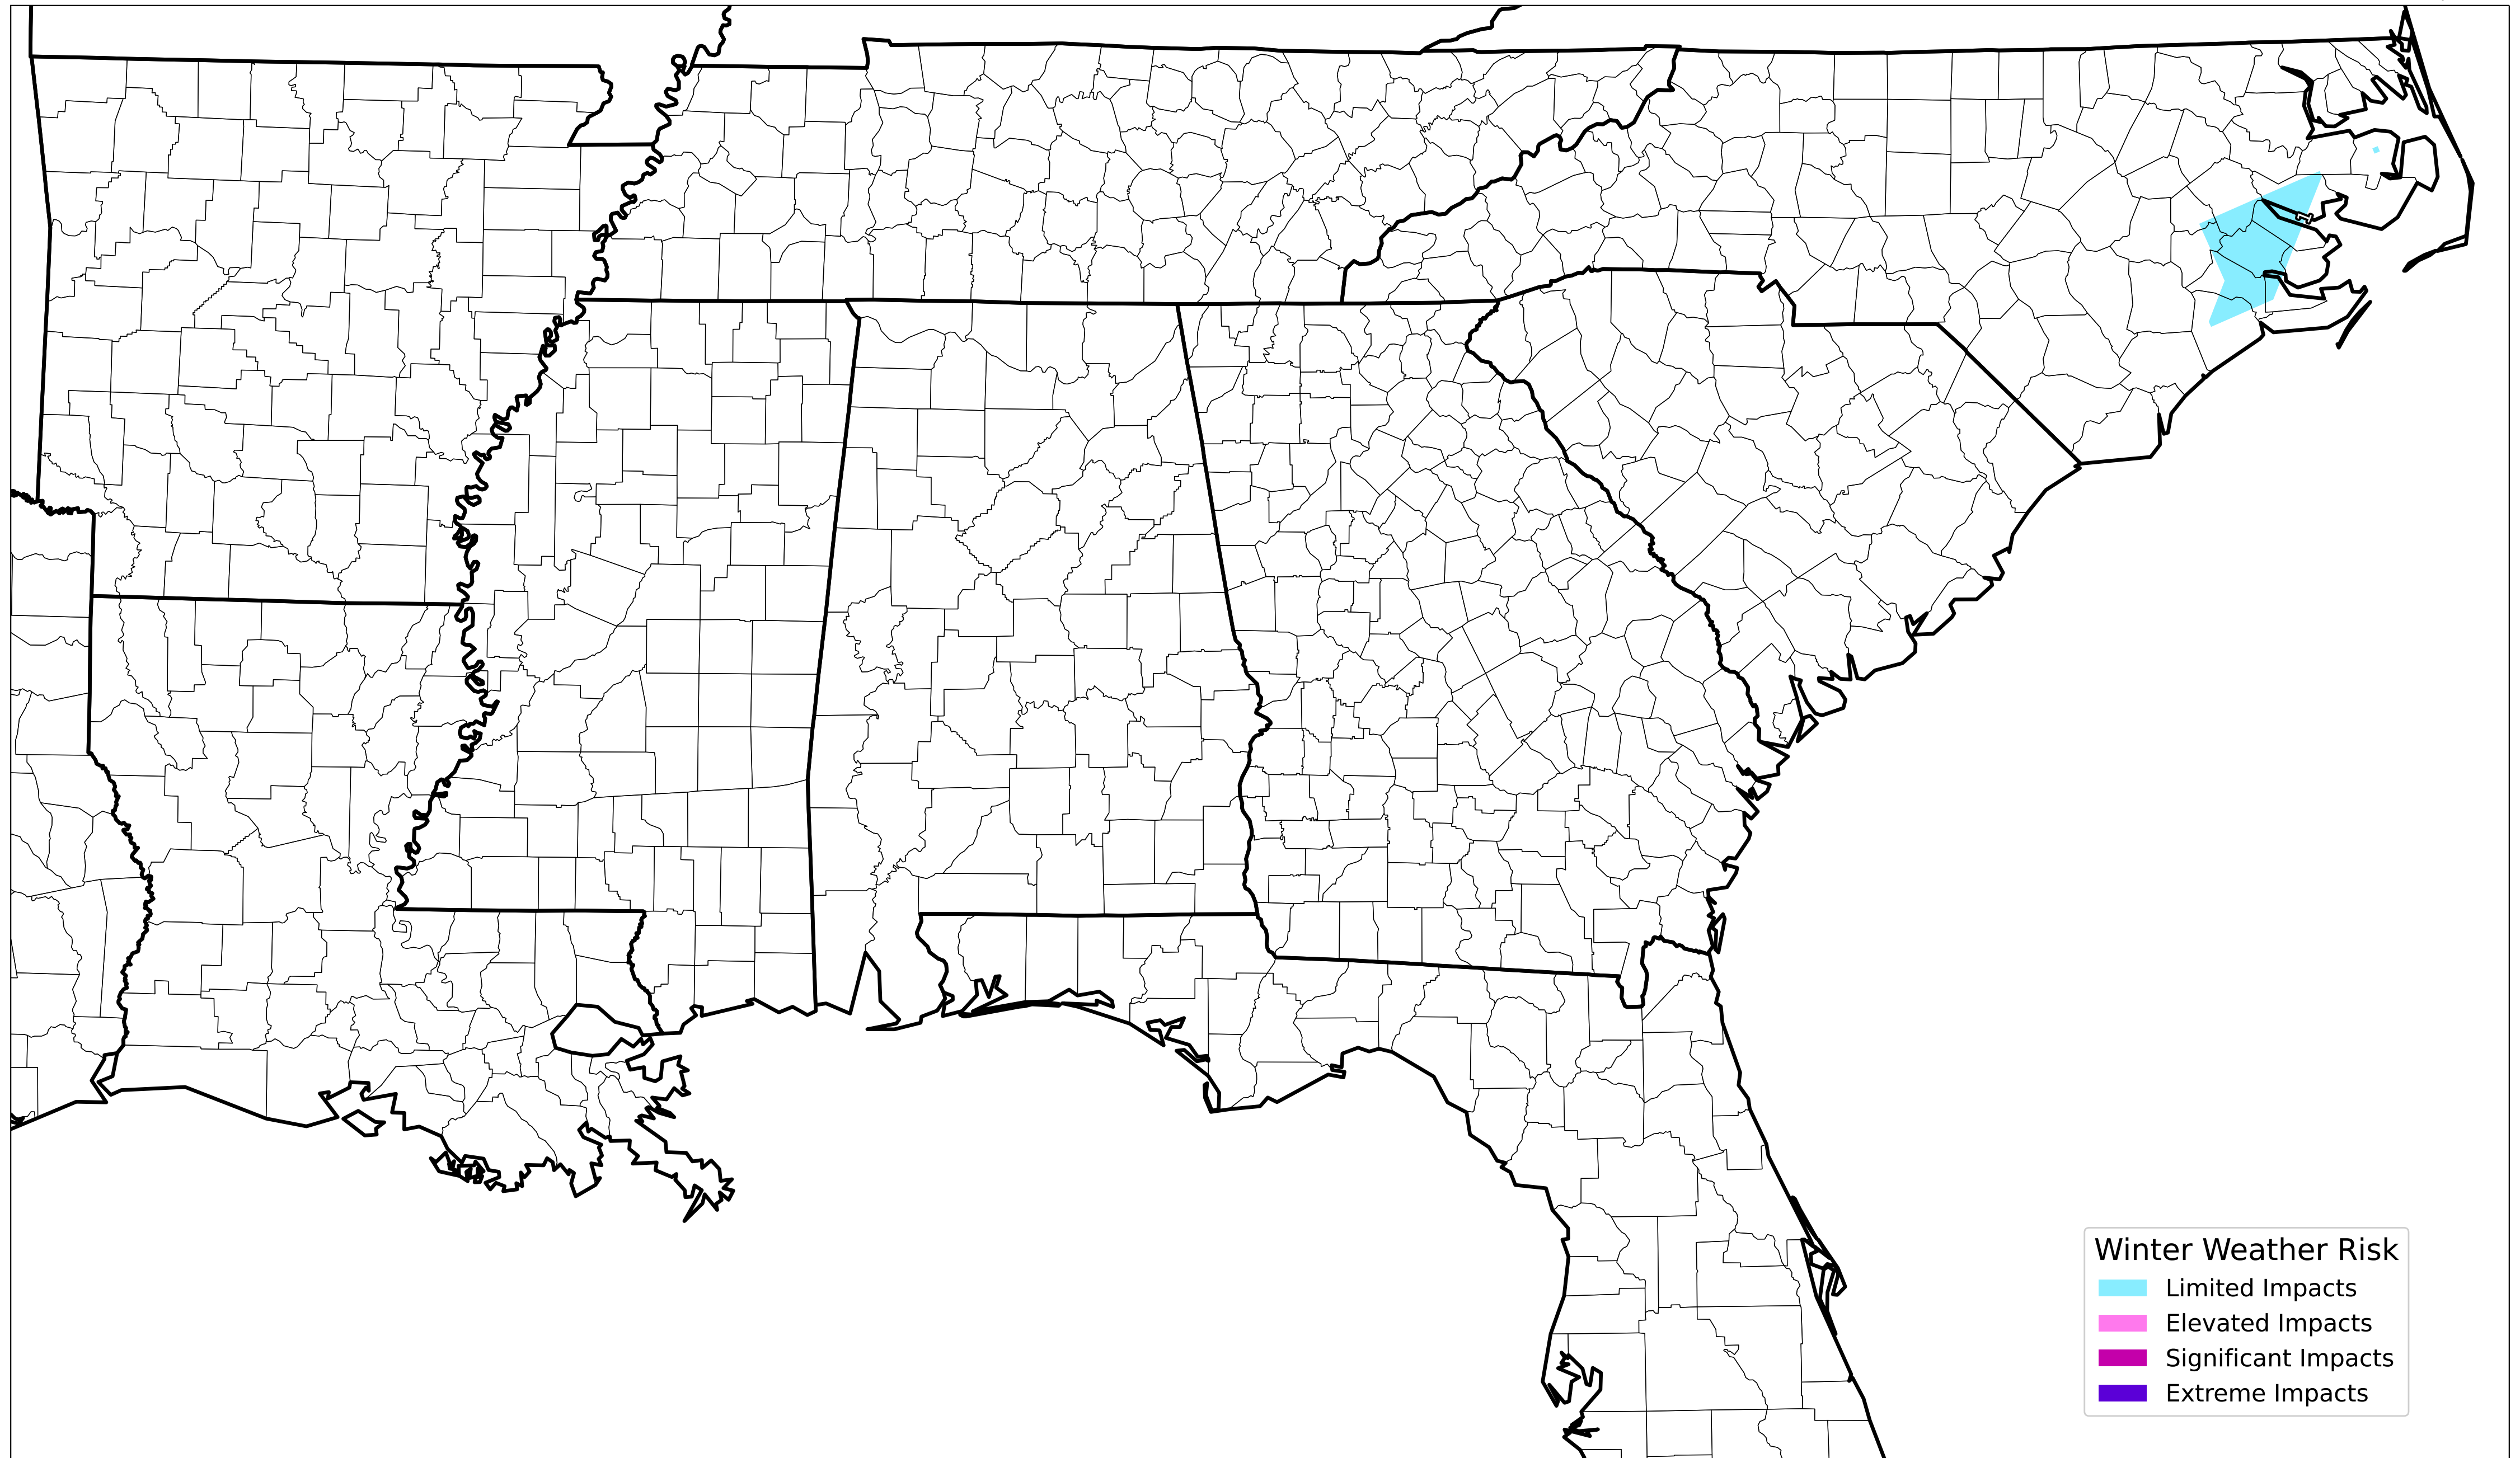 Winter Weather Risk
Limited Impacts
Elevated Impacts
Significant Impacts
Extreme Impacts